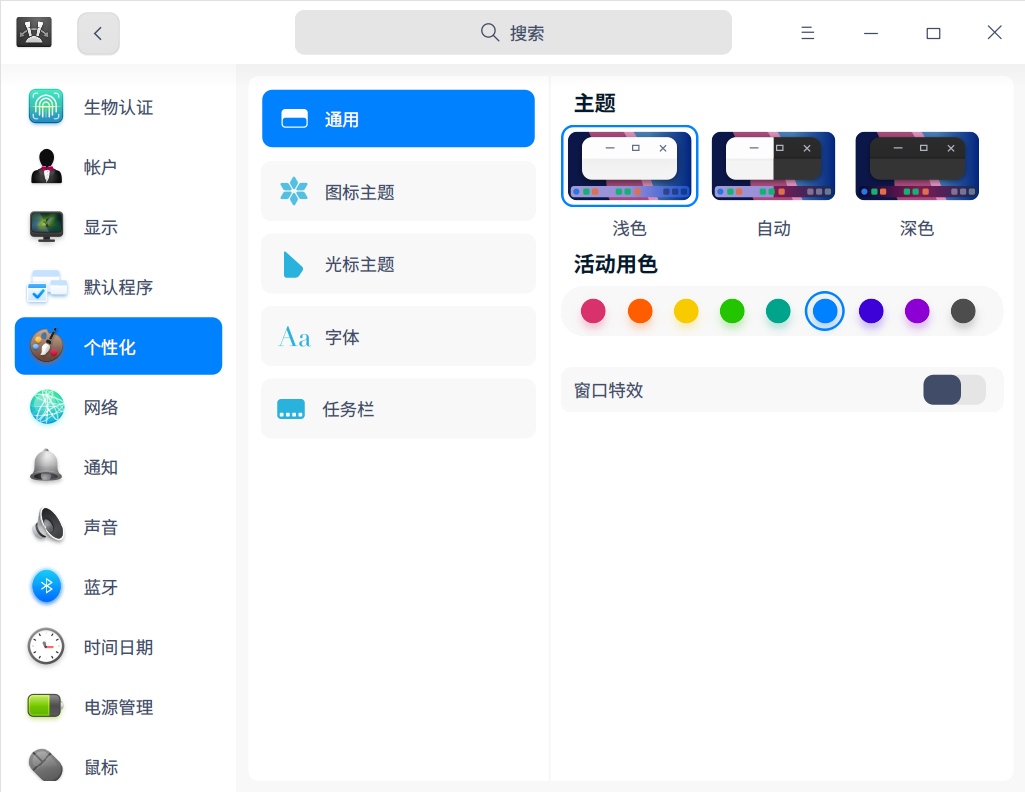 搜索
生物认证
帐户
显示
默认程序
个性化
网络
通知
声音
蓝牙
时间日期
电源管理
鼠标
通用
图标主题
光标主题
Aa 字体
任务栏
主题
浅色 自动 深色
活动用色
窗口特效